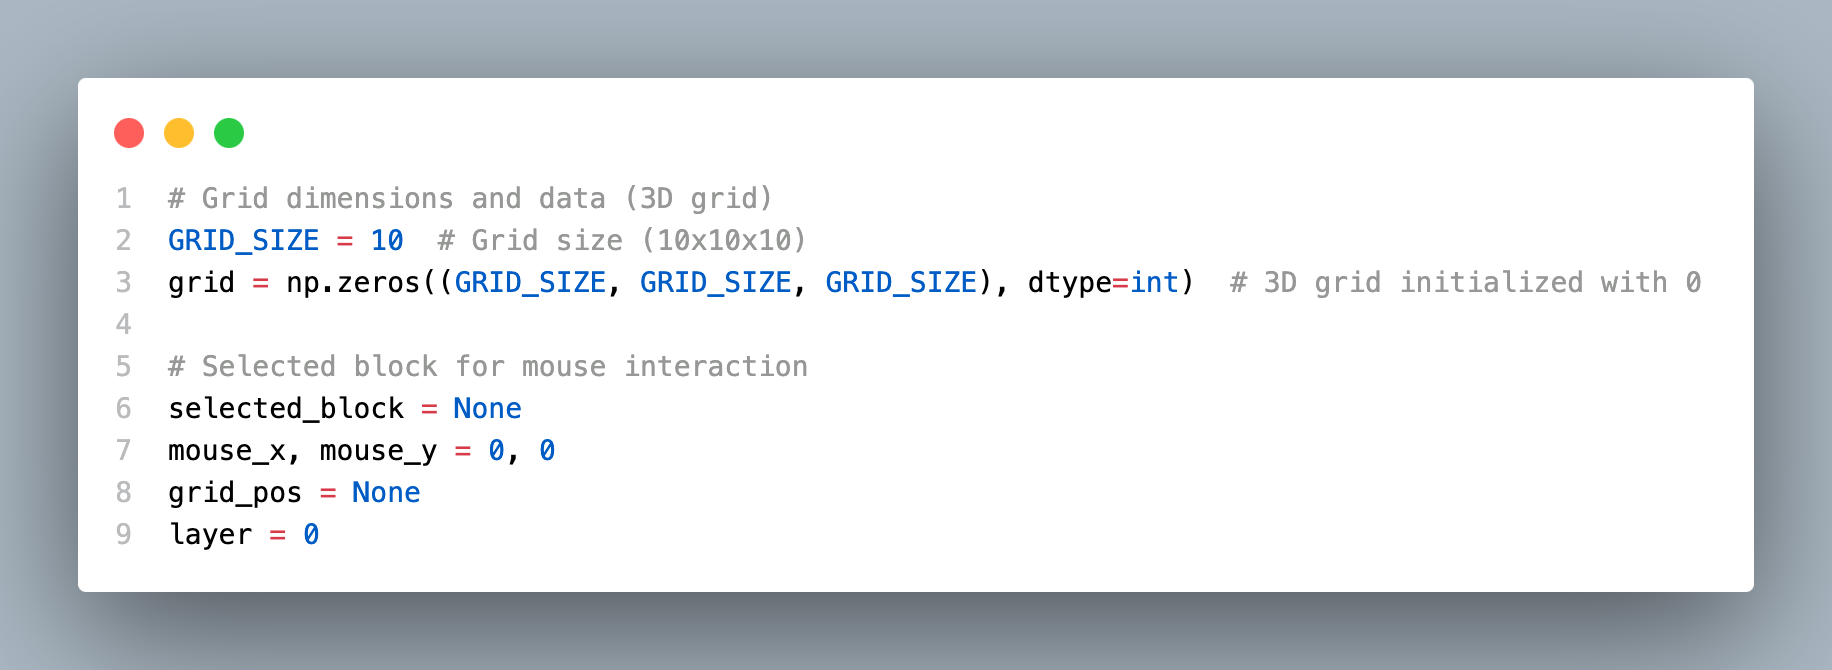 1 # Grid dimensions and data (3D grid)
2 GRID_SIZE = 10  # Grid size (10x10x10)
3 grid = np.zeros((GRID_SIZE, GRID_SIZE, GRID_SIZE), dtype=int)  # 3D grid initialized with 0
4
5 # Selected block for mouse interaction
6 selected_block = None
7 mouse_x, mouse_y = 0, 0
8 grid_pos = None
9 layer = 0